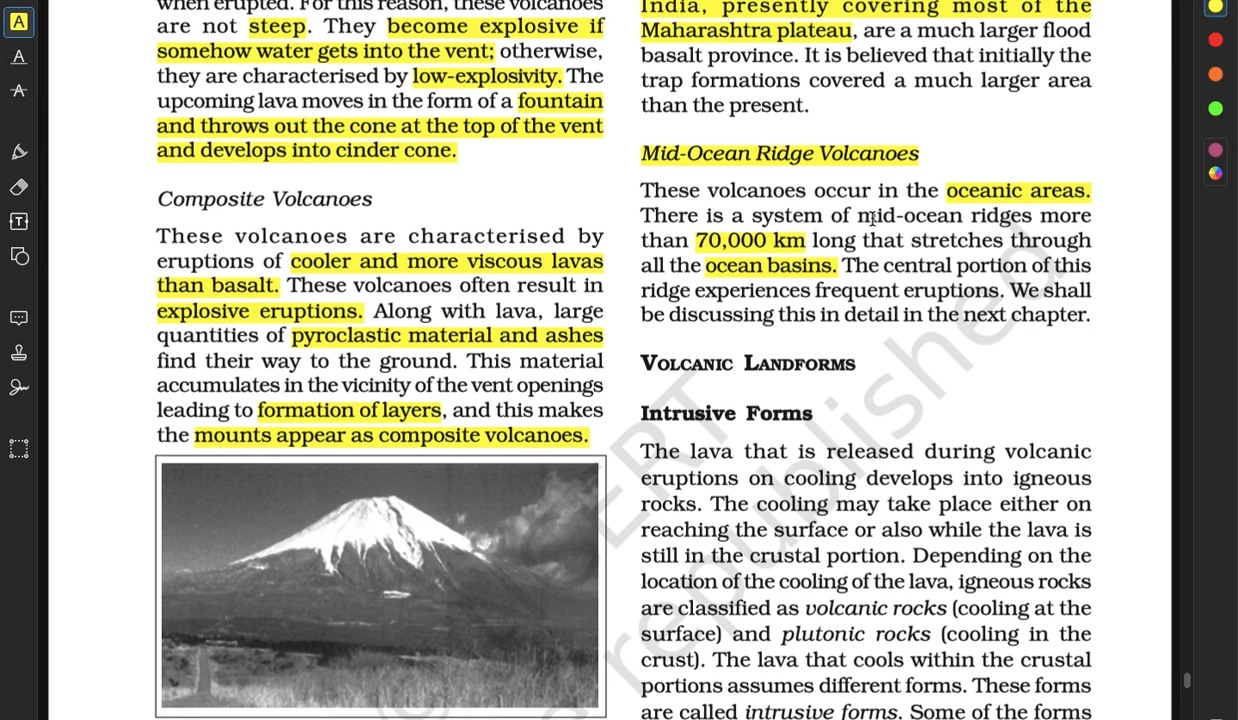 when erupted. For this reason, these volcanoes
are not steep. They become explosive if
somehow water gets into the vent; otherwise,
they are characterised by low-explosivity. The
upcoming lava moves in the form of a fountain
and throws out the cone at the top of the vent
and develops into cinder cone.
Composite Volcanoes
These volcanoes are characterised by
eruptions of cooler and more viscous lavas
than basalt. These volcanoes often result in
explosive eruptions. Along with lava, large
quantities of pyroclastic material and ashes
find their way to the ground. This material
accumulates in the vicinity of the vent openings
leading to formation of layers, and this makes
the mounts appear as composite volcanoes.
India, presently covering most of the
Maharashtra plateau, are a much larger flood
basalt province. It is believed that initially the
trap formations covered a much larger area
than the present.
Mid-Ocean Ridge Volcanoes
These volcanoes occur in the oceanic areas.
There is a system of mid-ocean ridges more
than 70,000 km long that stretches through
all the ocean basins. The central portion of this
ridge experiences frequent eruptions. We shall
be discussing this in detail in the next chapter.
VOLCANIC LANDFORMS
Intrusive Forms
The lava that is released during volcanic
eruptions on cooling develops into igneous
rocks. The cooling may take place either on
reaching the surface or also while the lava is
still in the crustal portion. Depending on the
location of the cooling of the lava, igneous rocks
are classified as volcanic rocks (cooling at the
surface) and plutonic rocks (cooling in the
crust). The lava that cools within the crustal
portions assumes different forms. These forms
are called intrusive forms. Some of the forms
republished